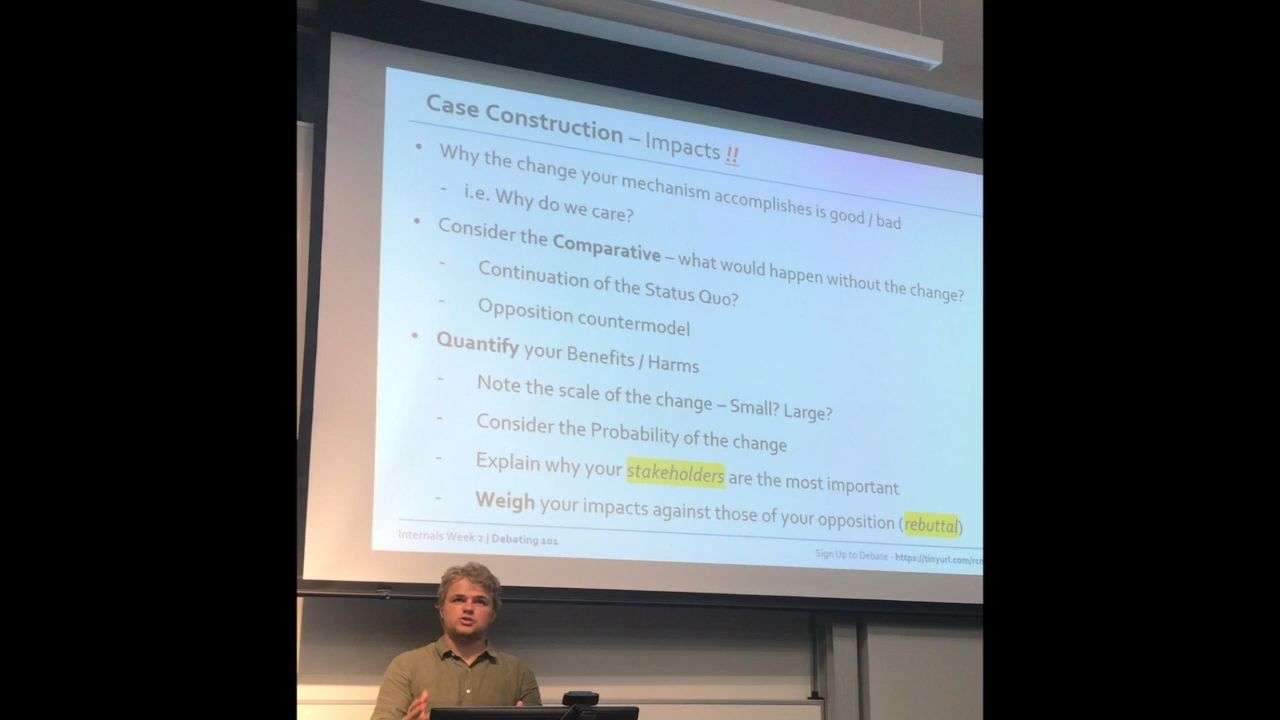 Case Construction – Impacts !!
• Why the change your mechanism accomplishes is good / bad
- i.e. Why do we care?
• Consider the Comparative – what would happen without the change?
- Continuation of the Status Quo?
- Opposition countermodel
• Quantify your Benefits / Harms
- Note the scale of the change – Small? Large?
- Consider the Probability of the change
- Explain why your stakeholders are the most important
- Weigh your impacts against those of your opposition (rebuttal)
Internals Week 2 | Debating 101
Sign Up to Debate - https://tinyurl.com/rcn